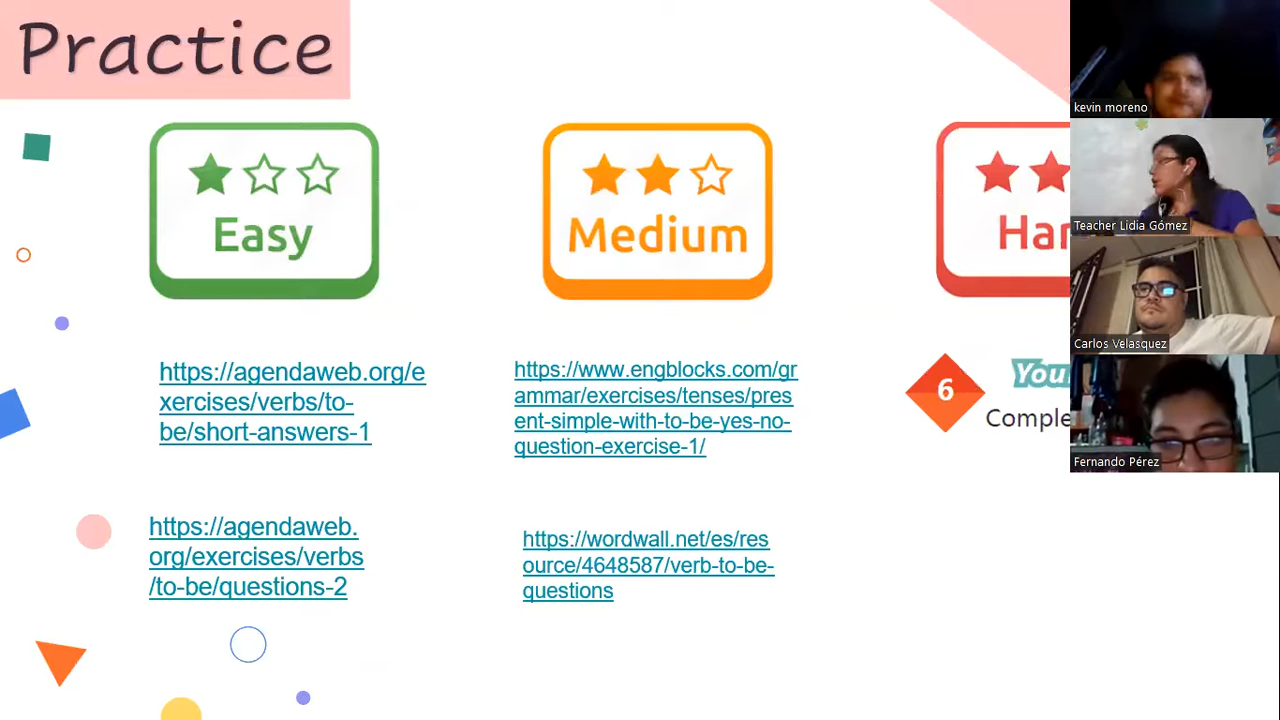 Practice
Easy
Medium
https://agendaweb.org/e
xercises/verbs/to-
be/short-answers-1
https://www.engblocks.com/gr
ammar/exercises/tenses/pres
ent-simple-with-to-be-yes-no-
question-exercise-1/
6
https://agendaweb.
org/exercises/verbs
/to-be/questions-2
https://wordwall.net/es/res
ource/4648587/verb-to-be-
questions
kevin moreno
Teacher Lidia Gómez
Carlos Velasquez
Fernando Pérez